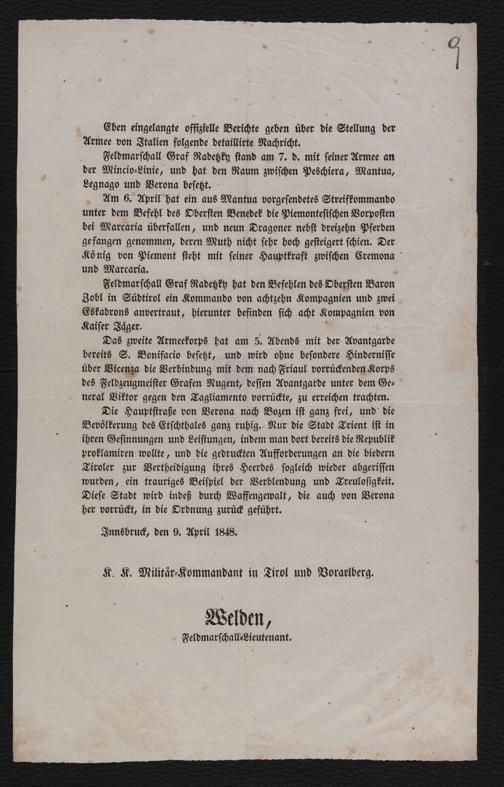 9
Eben eingelangte offizielle Berichte geben über die Stellung der
Armee von Italien folgende detaillirte Nachricht.
Feldmarschall Graf Radetzky stand am 7. d. mit seiner Armee an
der Mincio-Linie, und hat den Raum zwischen Peschiera, Mantua,
Legnago und Verona besetzt.
Am 6. April hat ein aus Mantua vorgesendetes Streifkommando
unter dem Befehl des Obersten Benedek die Piemontesischen Vorposten
bei Marcaria überfallen, und neun Dragoner nebst dreizehn Pferden
gefangen genommen, deren Muth nicht sehr hoch gesteigert schien. Der
König von Piemont steht mit seiner Hauptkraft zwischen Cremona
und Marcaria.
Feldmarschall Graf Radetzky hat den Befehlen des Obersten Baron
Zobl in Südtirol ein Kommando von achtzehn Kompagnien und zwei
Eskadrons anvertraut, hierunter befinden sich acht Kompagnien von
Kaiser Jäger.
Das zweite Armeekorps hat am 5. Abends mit der Avantgarde
bereits S. Bonifacio besetzt, und wird ohne besondere Hindernisse
über Vicenza die Verbindung mit dem nach Friaul vorrückenden Korps
des Feldzeugmeister Grafen Nugent, dessen Avantgarde unter dem Ge-
neral Viktor gegen den Tagliamento vorrückte, zu erreichen trachten.
Die Hauptstraße von Verona nach Bozen ist ganz frei, und die
Bevölkerung des Etschthales ganz ruhig. Nur die Stadt Trient ist in
ihren Gesinnungen und Leistungen, indem man dort bereits die Republik
proklamiren wollte, und die gedruckten Aufforderungen an die biedern
Tiroler zur Vertheidigung ihres Heerdes sogleich wieder abgerissen
wurden, ein trauriges Beispiel der Verblendung und Treulosigkeit.
Diese Stadt wird indeß durch Waffengewalt, die auch von Verona
her vorrückt, in die Ordnung zurück geführt.
Innsbruck, den 9. April 1848.
K. K. Militär-Kommandant in Tirol und Vorarlberg.
Welden,
Feldmarschall-Lieutenant.